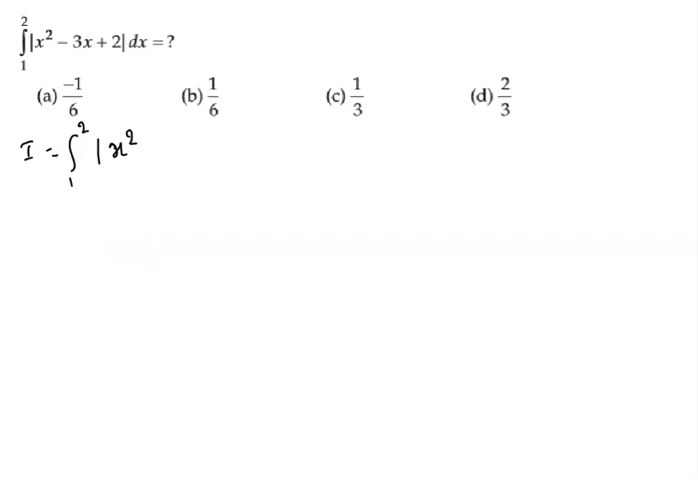 ∫₁² |x² − 3x + 2| dx = ?
(a) −1/6 (b) 1/6 (c) 1/3 (d) 2/3
I = ∫₁² | x²